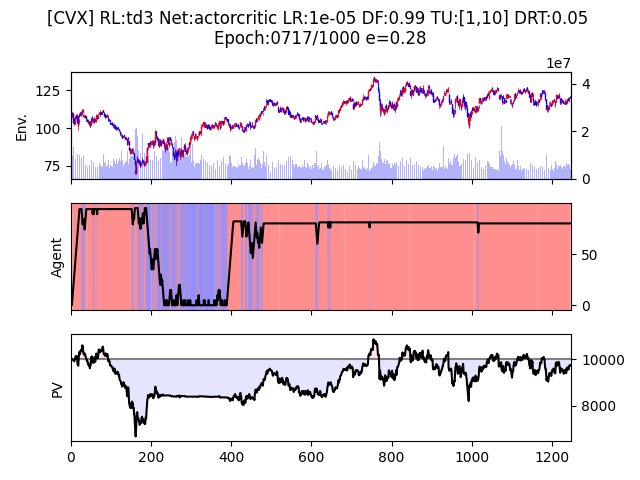 [CVX] RL:td3 Net:actorcritic LR:1e-05 DF:0.99 TU:[1,10] DRT:0.05
Epoch:0717/1000 e=0.28
1e7
125
100
75
Env.
4
2
0
Agent
50
0
PV
10000
8000
0 200 400 600 800 1000 1200